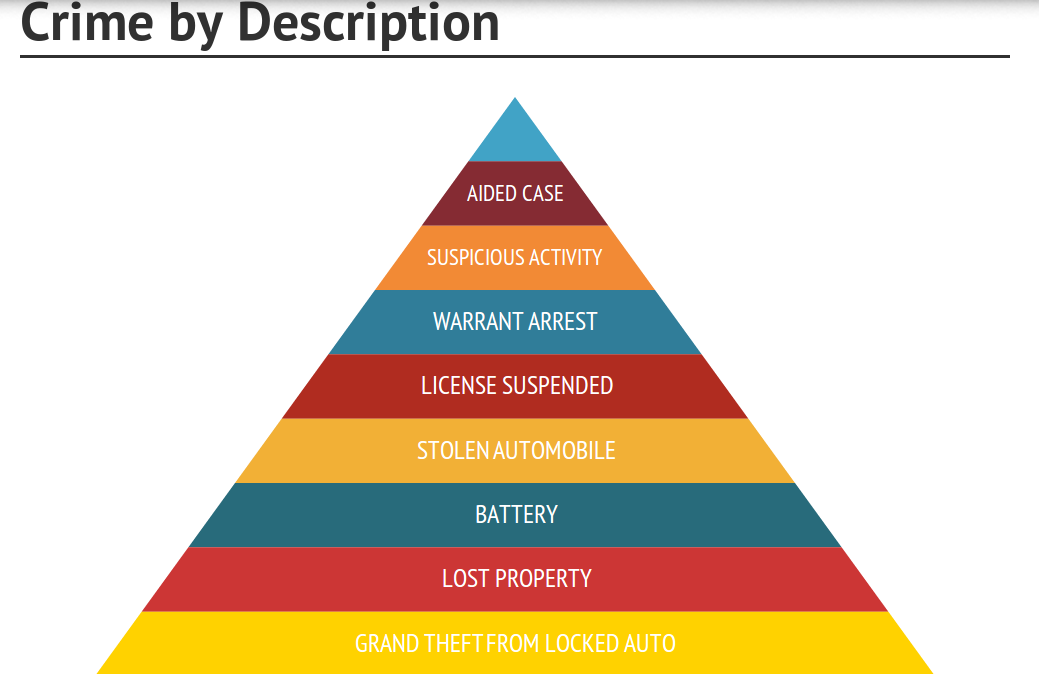 Crime by Description
AIDED CASE
SUSPICIOUS ACTIVITY
WARRANT ARREST
LICENSE SUSPENDED
STOLEN AUTOMOBILE
BATTERY
LOST PROPERTY
GRAND THEFT FROM LOCKED AUTO